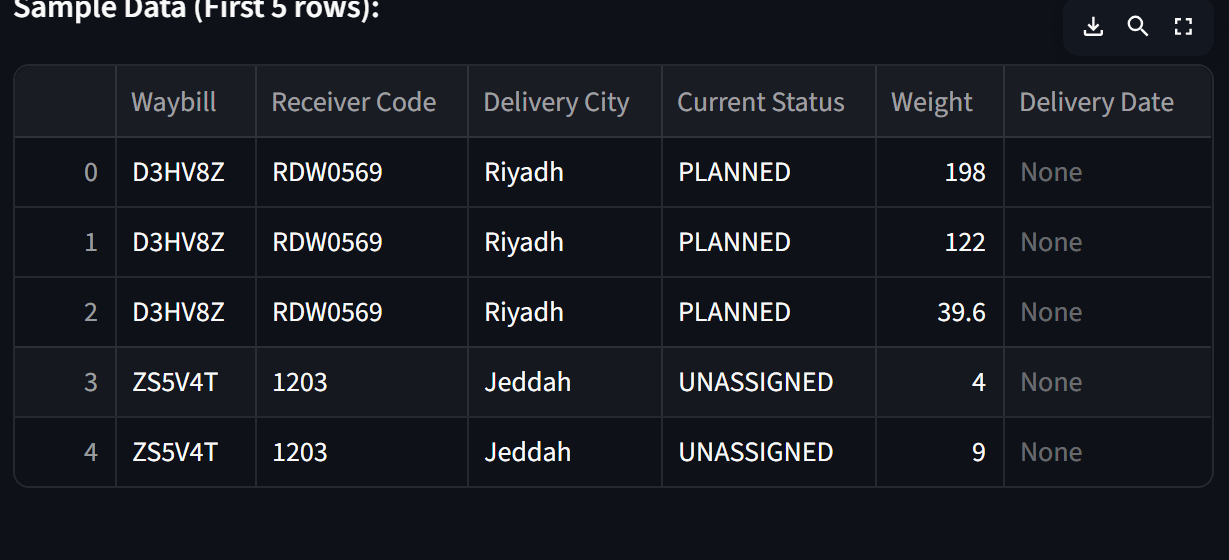 Sample Data (First 5 rows):
Waybill Receiver Code Delivery City Current Status Weight Delivery Date
0 D3HV8Z RDW0569 Riyadh PLANNED 198 None
1 D3HV8Z RDW0569 Riyadh PLANNED 122 None
2 D3HV8Z RDW0569 Riyadh PLANNED 39.6 None
3 ZS5V4T 1203 Jeddah UNASSIGNED 4 None
4 ZS5V4T 1203 Jeddah UNASSIGNED 9 None